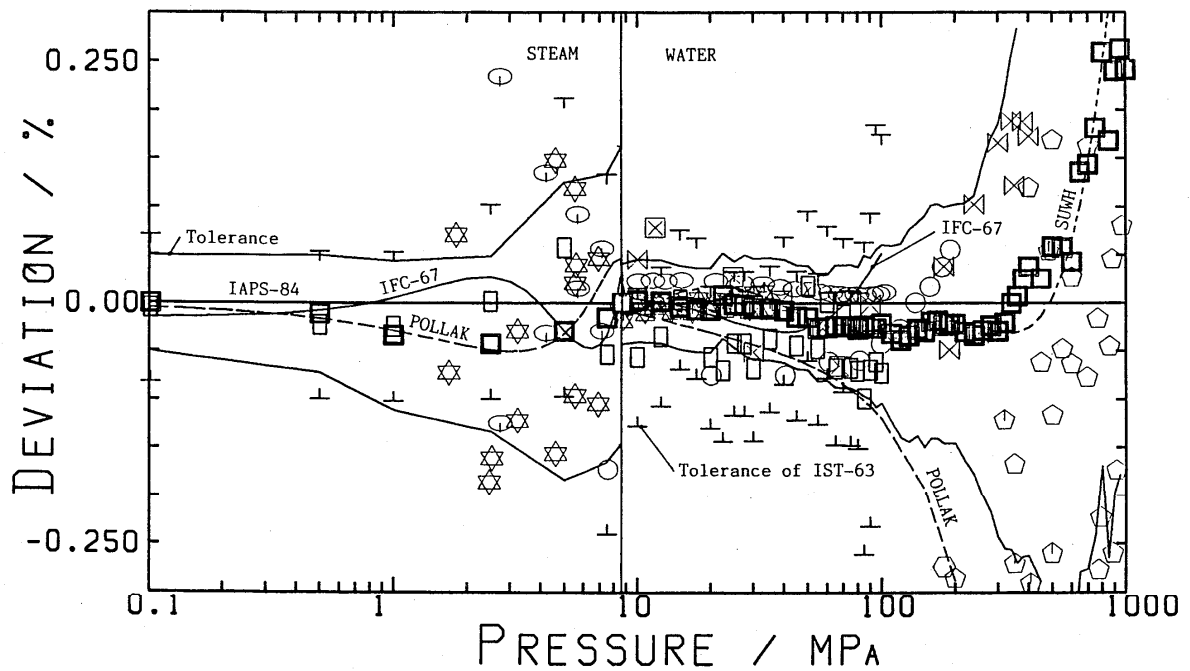 0.250
STEAM
WATER
DEVIATION / %
SUWH
Tolerance
IFC-67
IFC-67
IAPS-84
0.00
POLLAK
Tolerance of IST-63
POLLAK
-0.250
0.1
1
10
100
1000
PRESSURE / MPA